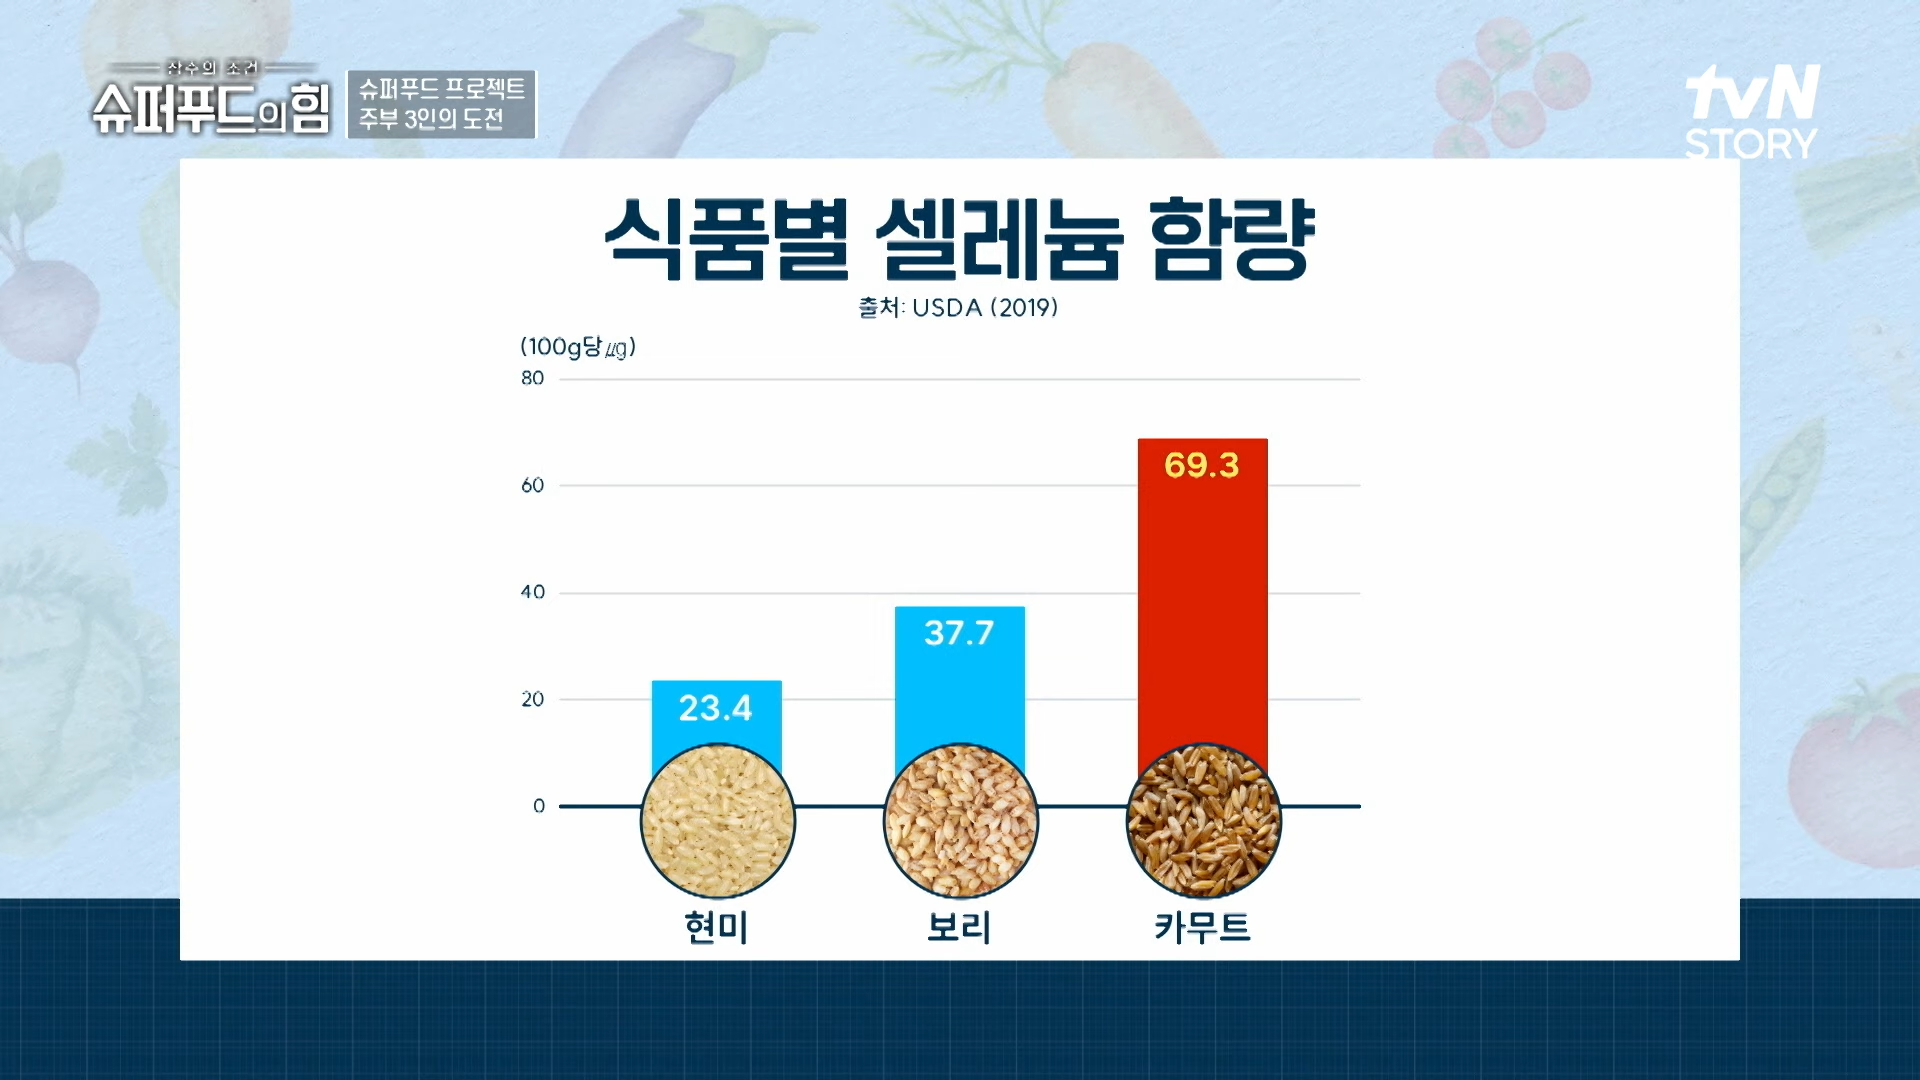 장수의 조건
슈퍼푸드의 힘
슈퍼푸드 프로젝트
주부 3인의 도전
tvN
STORY
식품별 셀레늄 함량
출처: USDA (2019)
(100g당 ㎍)
80
60
40
20
0
23.4
37.7
69.3
현미
보리
카무트